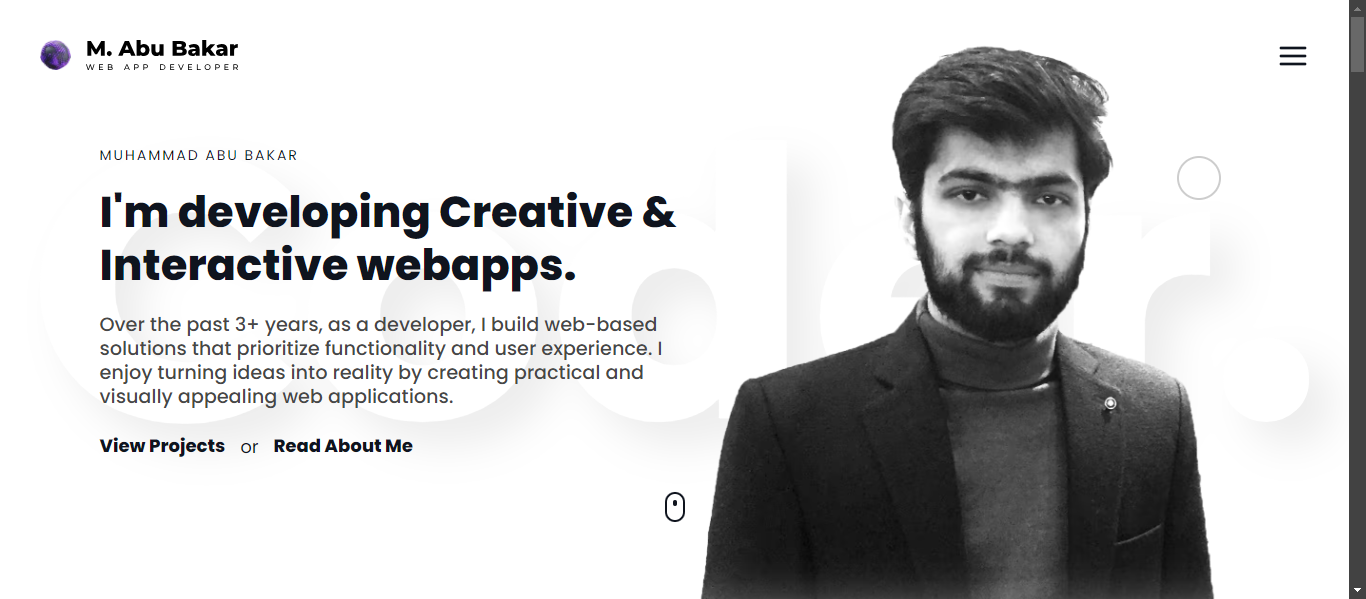 M. Abu Bakar
WEB APP DEVELOPER
MUHAMMAD ABU BAKAR
I'm developing Creative &
Interactive webapps.
Over the past 3+ years, as a developer, I build web-based
solutions that prioritize functionality and user experience. I
enjoy turning ideas into reality by creating practical and
visually appealing web applications.
View Projects or Read About Me
Coder.